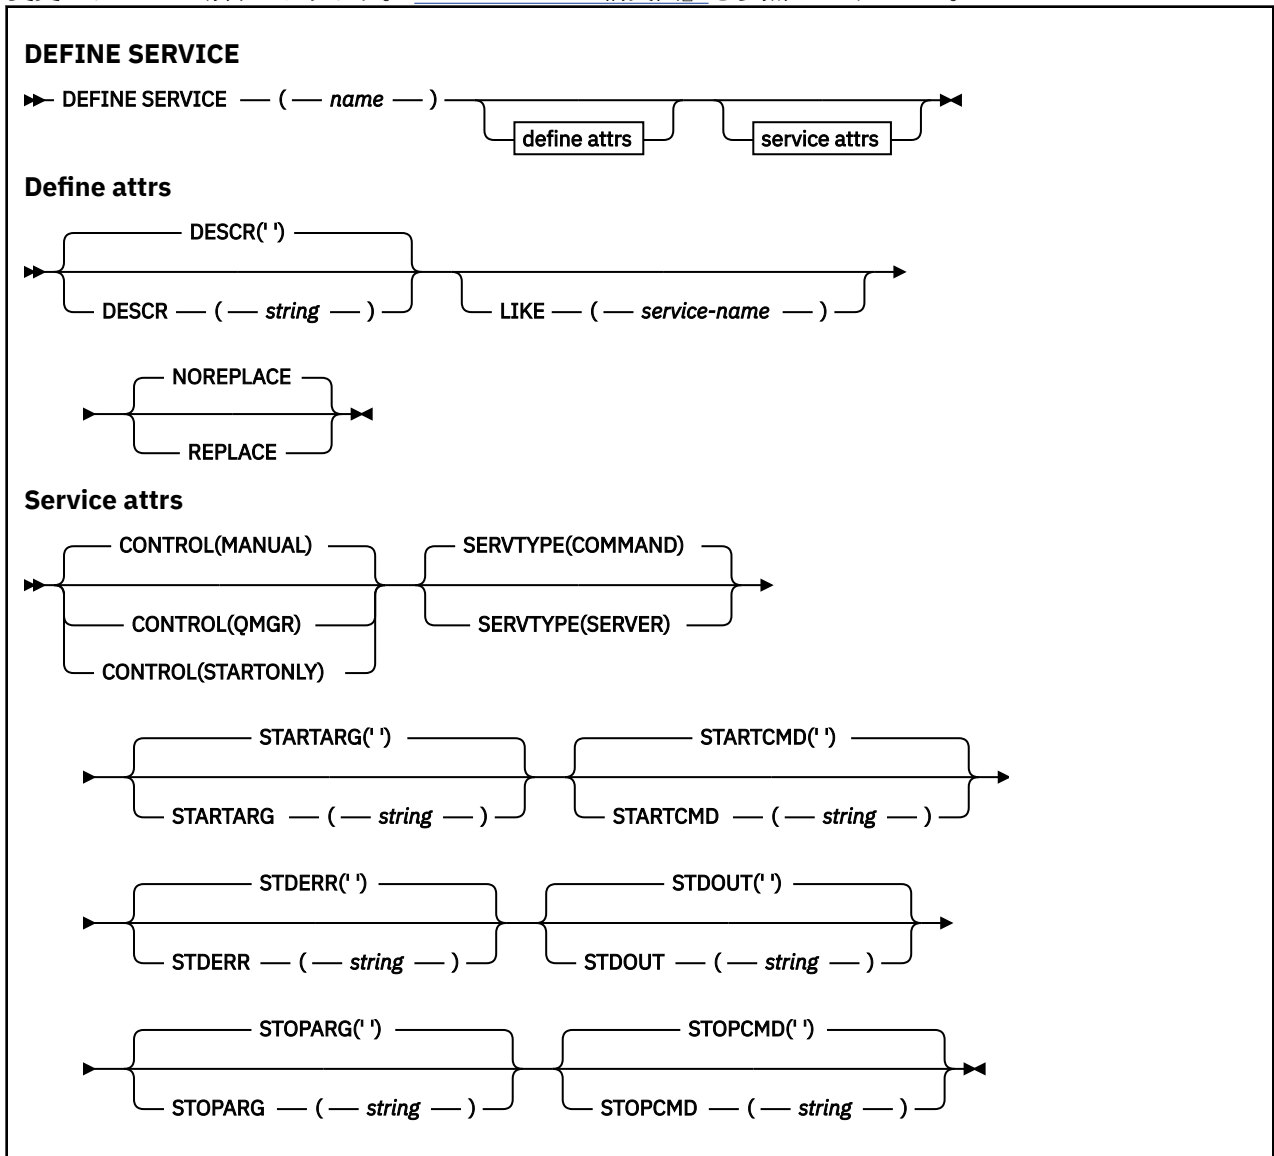 DEFINE SERVICE
DEFINE SERVICE ( name )
define attrs service attrs
Define attrs
DESCR(' ')
DESCR ( string ) LIKE ( service-name )
NOREPLACE
REPLACE
Service attrs
CONTROL(MANUAL) SERVTYPE(COMMAND)
CONTROL(QMGR) SERVTYPE(SERVER)
CONTROL(STARTONLY)
STARTARG(' ') STARTCMD(' ')
STARTARG ( string ) STARTCMD ( string )
STDERR(' ') STDOUT(' ')
STDERR ( string ) STDOUT ( string )
STOPARG(' ') STOPCMD(' ')
STOPARG ( string ) STOPCMD ( string )